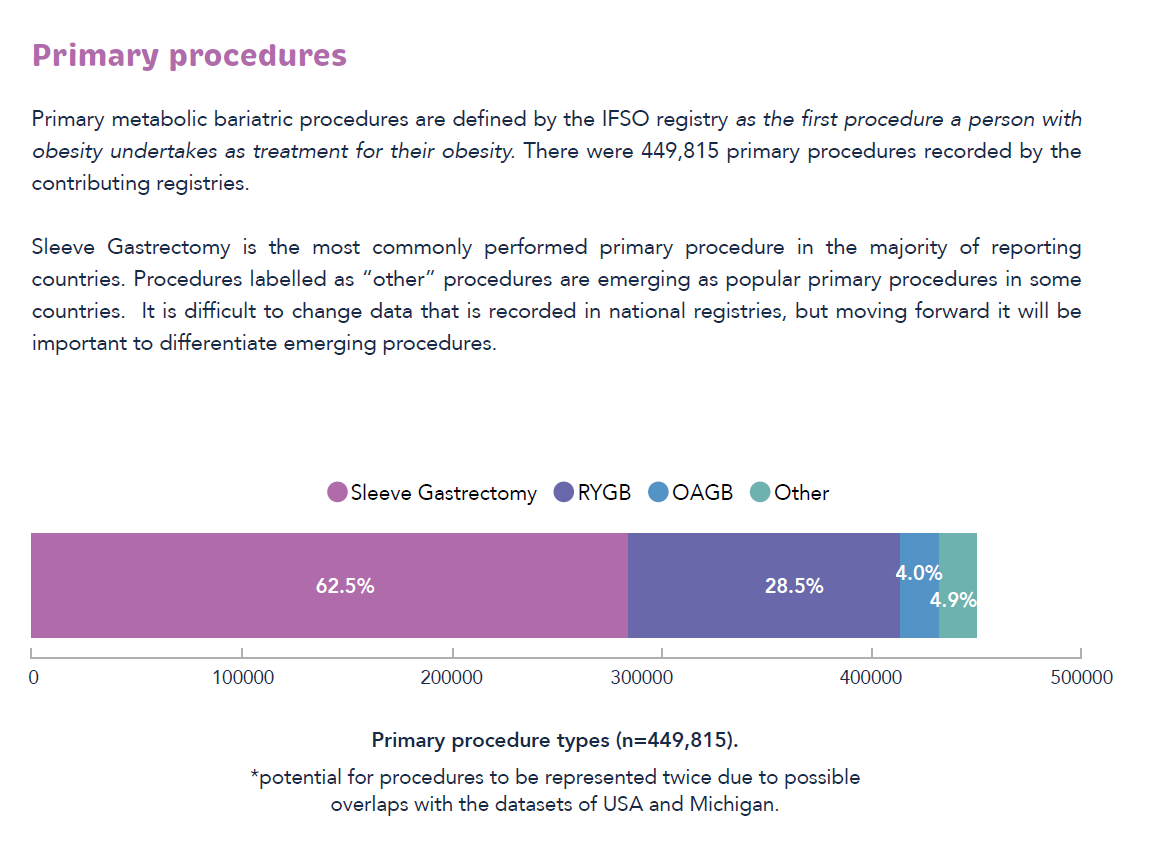 Primary procedures
Primary metabolic bariatric procedures are defined by the IFSO registry as the first procedure a person with
obesity undertakes as treatment for their obesity. There were 449,815 primary procedures recorded by the
contributing registries.
Sleeve Gastrectomy is the most commonly performed primary procedure in the majority of reporting
countries. Procedures labelled as “other” procedures are emerging as popular primary procedures in some
countries. It is difficult to change data that is recorded in national registries, but moving forward it will be
important to differentiate emerging procedures.
Sleeve Gastrectomy RYGB OAGB Other
62.5% 28.5% 4.0% 4.9%
0 100000 200000 300000 400000 500000
Primary procedure types (n=449,815).
*potential for procedures to be represented twice due to possible
overlaps with the datasets of USA and Michigan.